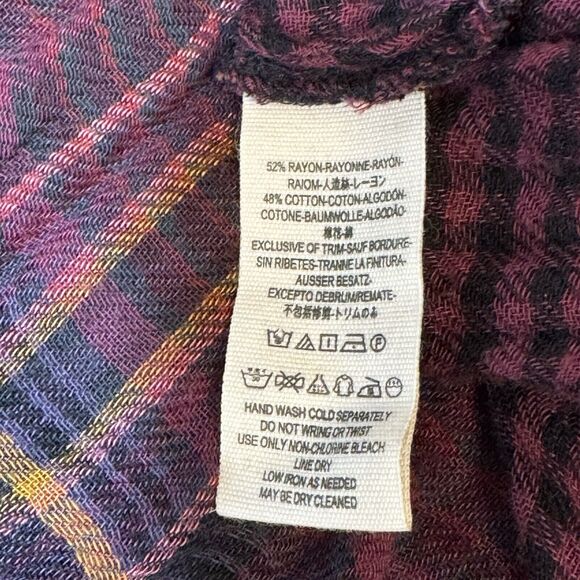 52% RAYON-RAYONNE-RAYÓN-
RAIOM-人造絲-レーヨン
48% COTTON-COTON-ALGODÓN-
COTONE-BAUMWOLLE-ALGODÃO-
棉花-綿
EXCLUSIVE OF TRIM-SAUF BORDURE-
SIN RIBETES-TRANNE LA FINITURA-
AUSSER BESATZ-
EXCEPTO DEBRUM/REMATE-
不包括修飾-トリムのみ
HAND WASH COLD SEPARATELY
DO NOT WRING OR TWIST
USE ONLY NON-CHLORINE BLEACH
LINE DRY
LOW IRON AS NEEDED
MAY BE DRY CLEANED